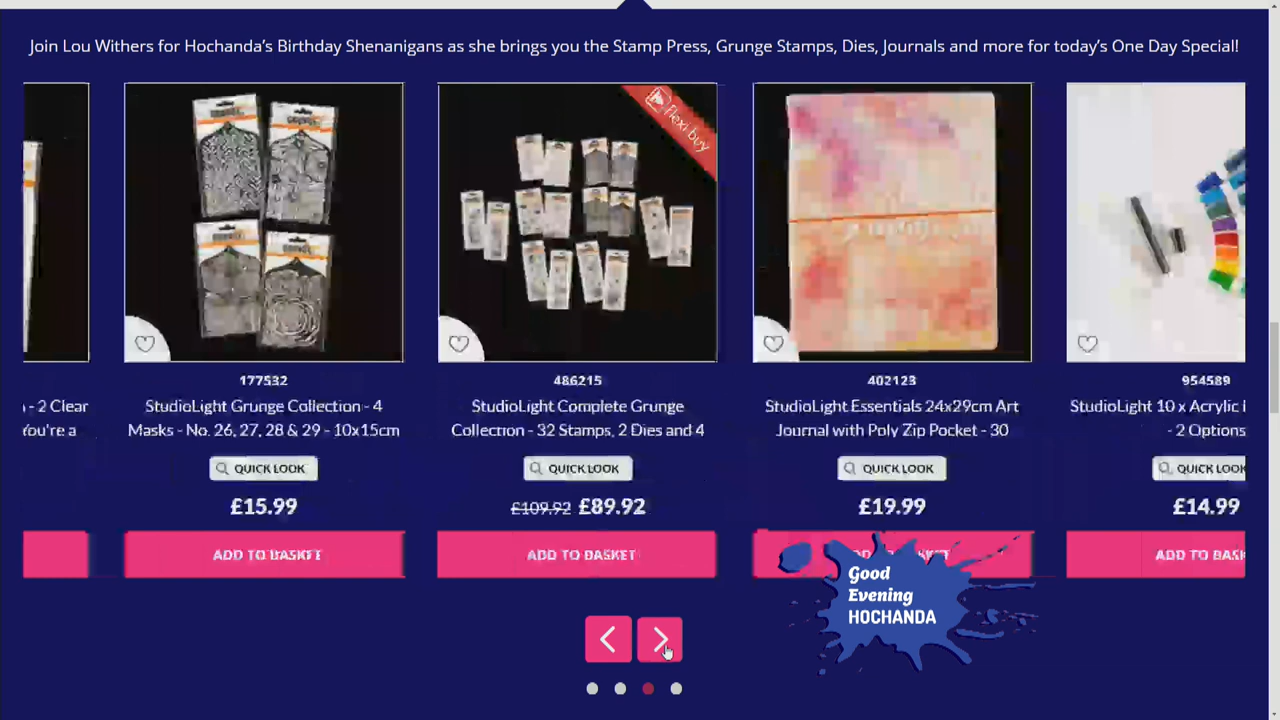 Join Lou Withers for Hochanda's Birthday Shenanigans as she brings you the Stamp Press, Grunge Stamps, Dies, Journals and more for today's One Day Special!
flexi buy
177532
486215
402123
954589
- 2 Clear
You're a
StudioLight Grunge Collection - 4
Masks - No. 26, 27, 28 & 29 - 10x15cm
StudioLight Complete Grunge
Collection - 32 Stamps, 2 Dies and 4
StudioLight Essentials 24x29cm Art
Journal with Poly Zip Pocket - 30
StudioLight 10 x Acrylic
- 2 Options
QUICK LOOK
QUICK LOOK
QUICK LOOK
QUICK LOOK
£15.99
£109.92 £89.92
£19.99
£14.99
ADD TO BASKET
ADD TO BASKET
ADD TO BASK
Good
Evening
HOCHANDA